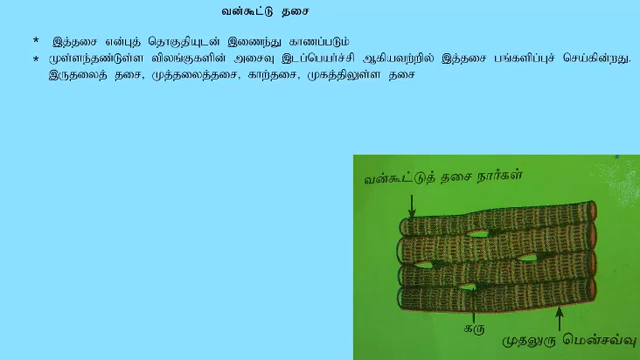 வன்கூட்டு தசை
* இத்தசை என்புத் தொகுதியுடன் இணைந்து காணப்படும்
* முள்ளந்தண்டுள்ள விலங்குகளின் அசைவு இடப்பெயர்ச்சி ஆகியவற்றில் இத்தசை பங்களிப்புச் செய்கின்றது.
இருதலைத் தசை, முத்தலைத்தசை, காற்தசை, முகத்திலுள்ள தசை
வன்கூட்டுத் தசை நார்கள்
கரு
முதலுரு மென்சவ்வு